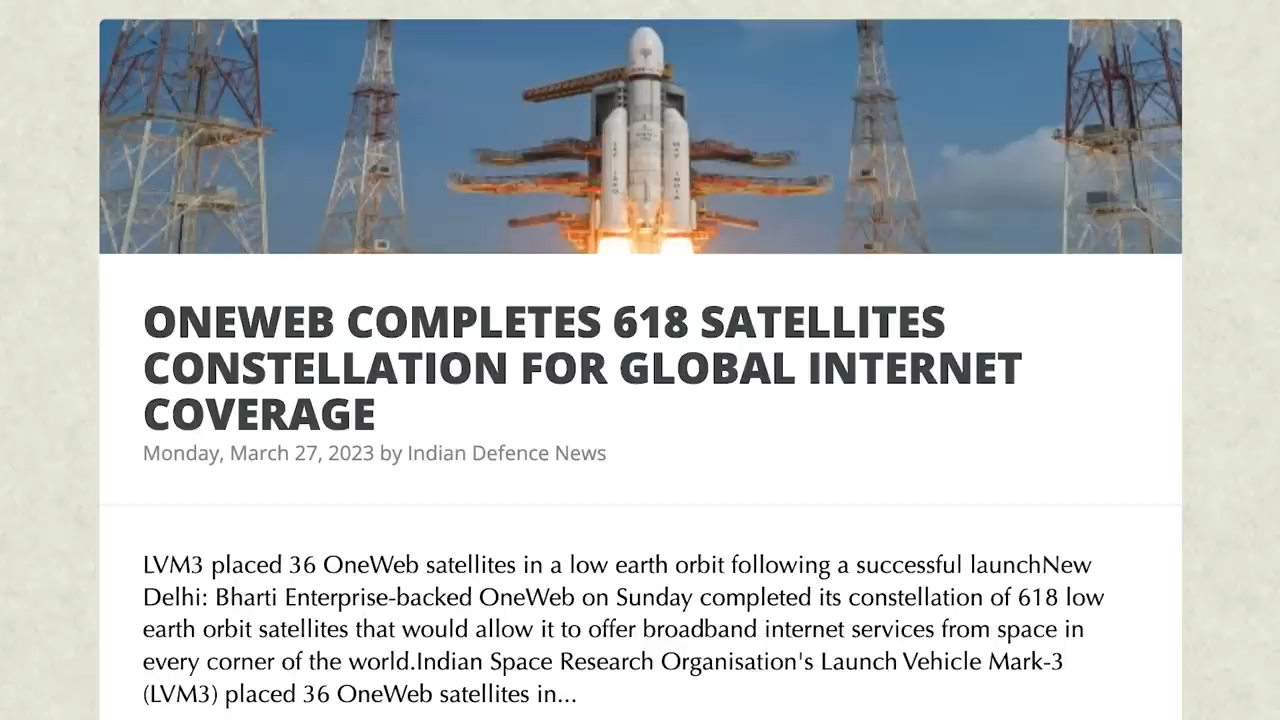 ONEWEB COMPLETES 618 SATELLITES
CONSTELLATION FOR GLOBAL INTERNET
COVERAGE
Monday, March 27, 2023 by Indian Defence News
LVM3 placed 36 OneWeb satellites in a low earth orbit following a successful launchNew
Delhi: Bharti Enterprise-backed OneWeb on Sunday completed its constellation of 618 low
earth orbit satellites that would allow it to offer broadband internet services from space in
every corner of the world.Indian Space Research Organisation's Launch Vehicle Mark-3
(LVM3) placed 36 OneWeb satellites in...